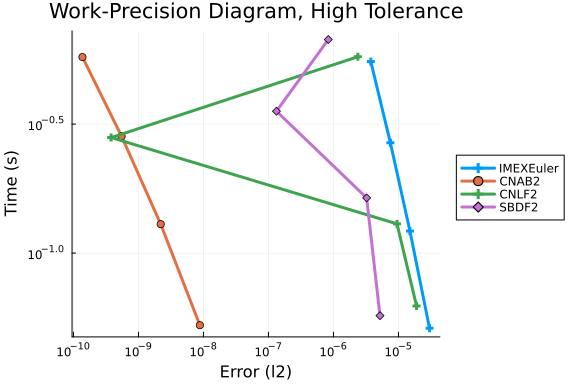 Work-Precision Diagram, High Tolerance
Time (s)
10^-0.5
10^-1.0
10^-10
10^-9
10^-8
10^-7
10^-6
10^-5
Error (l2)
IMEXEuler
CNAB2
CNLF2
SBDF2